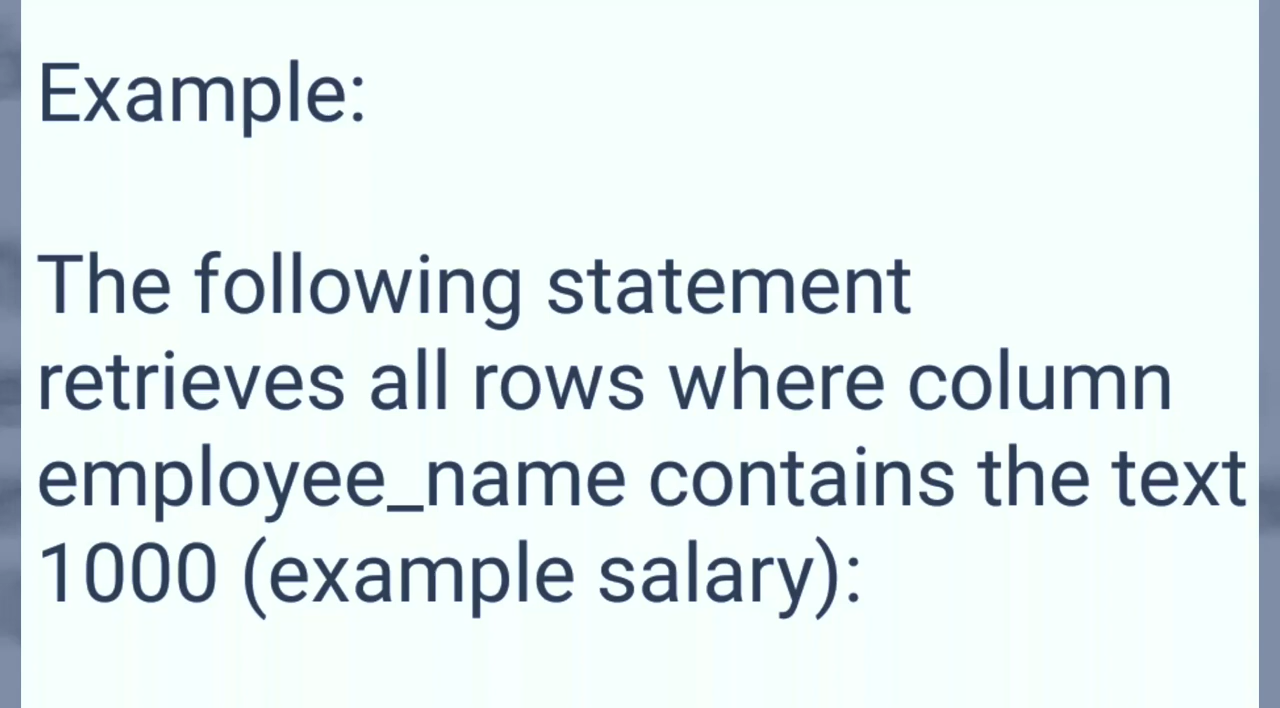 Example:
The following statement
retrieves all rows where column
employee_name contains the text
1000 (example salary):